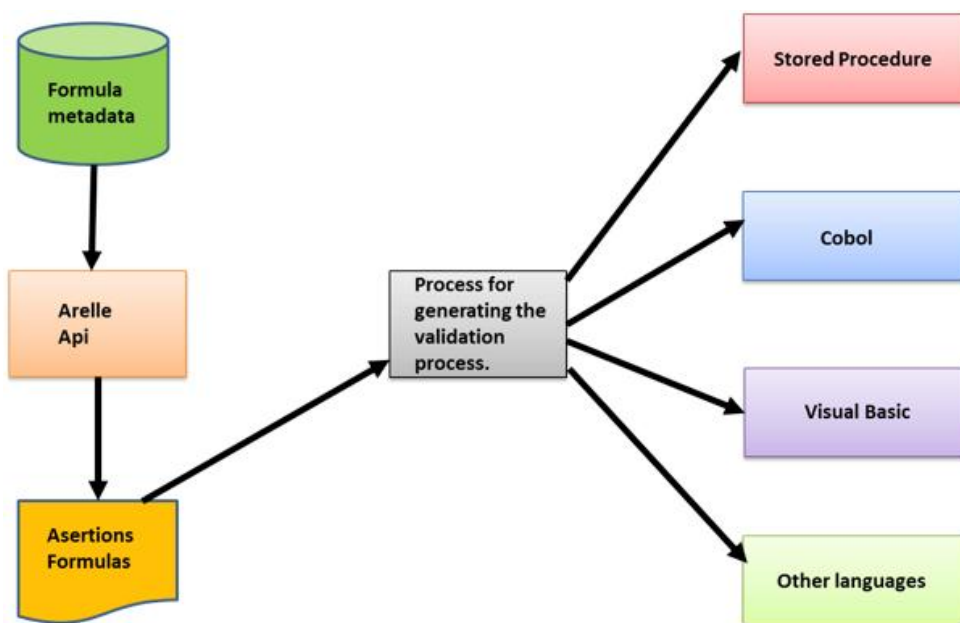 Formula
metadata
Arelle
Api
Asertions
Formulas
Process for
generating the
validation
process.
Stored Procedure
Cobol
Visual Basic
Other languages